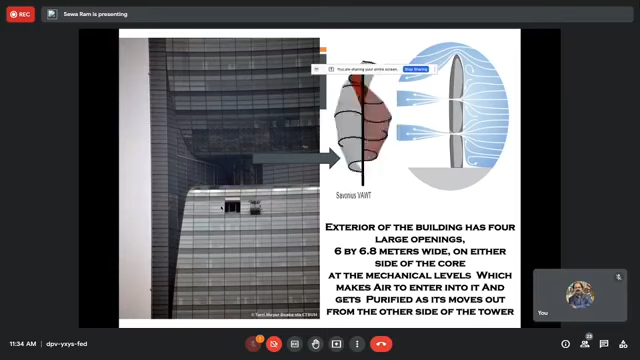 REC
Sewa Ram is presenting
You are sharing your entire screen
Stop Sharing
Savonius VAWT
EXTERIOR OF THE BUILDING HAS FOUR
LARGE OPENINGS,
6 BY 6.8 METERS WIDE, ON EITHER
SIDE OF THE CORE
AT THE MECHANICAL LEVELS WHICH
MAKES AIR TO ENTER INTO IT AND
GETS PURIFIED AS ITS MOVES OUT
FROM THE OTHER SIDE OF THE TOWER
You
11:34 AM | dpv-yxys-fed